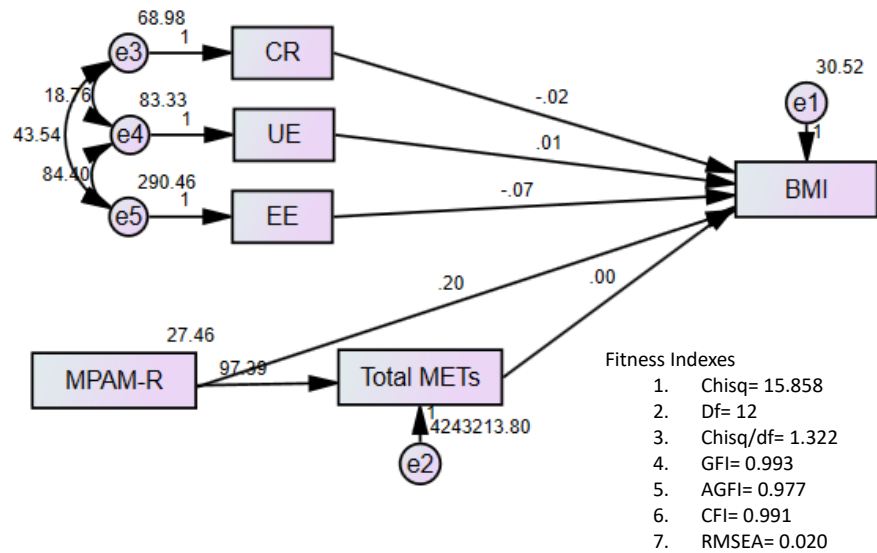 68.98
e3
1
CR
18.76
83.33
43.54
e4
1
UE
84.40
290.46
e5
1
EE
-.02
.01
-.07
30.52
e1
1
BMI
.20
.00
27.46
MPAM-R
97.39
Total METs
1
4243213.80
e2
Fitness Indexes
1. Chisq= 15.858
2. Df= 12
3. Chisq/df= 1.322
4. GFI= 0.993
5. AGFI= 0.977
6. CFI= 0.991
7. RMSEA= 0.020